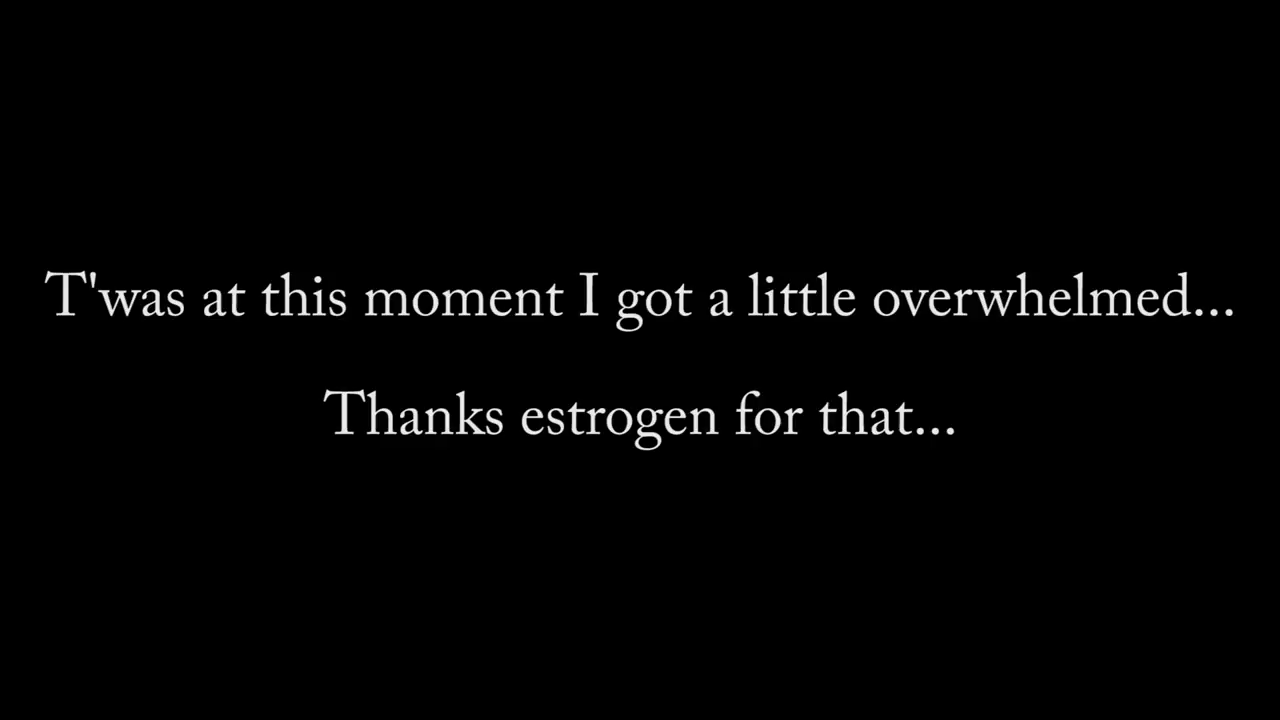 T'was at this moment I got a little overwhelmed...
Thanks estrogen for that...